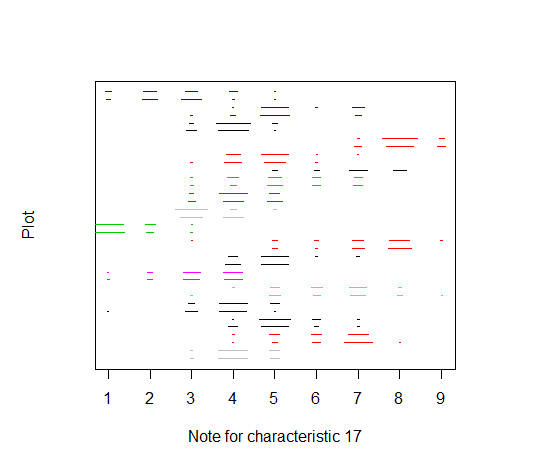 Plot
1 2 3 4 5 6 7 8 9
Note for characteristic 17